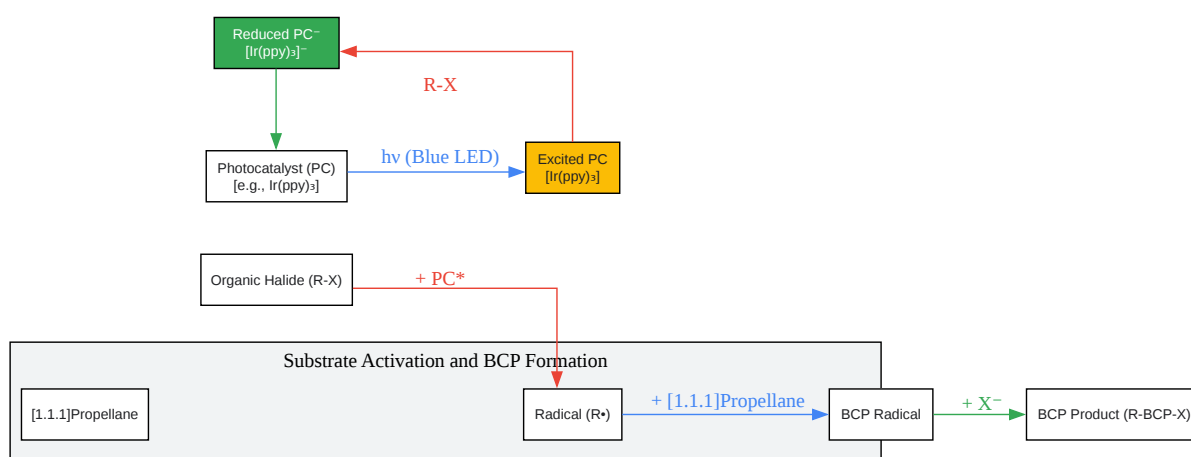 Reduced PC⁻
[Ir(ppy)₃]⁻
R-X
Photocatalyst (PC)
[e.g., Ir(ppy)₃]
hν (Blue LED)
Excited PC
[Ir(ppy)₃]
Organic Halide (R-X)
+ PC*
Substrate Activation and BCP Formation
[1.1.1]Propellane
Radical (R•)
+ [1.1.1]Propellane
BCP Radical
+ X⁻
BCP Product (R-BCP-X)